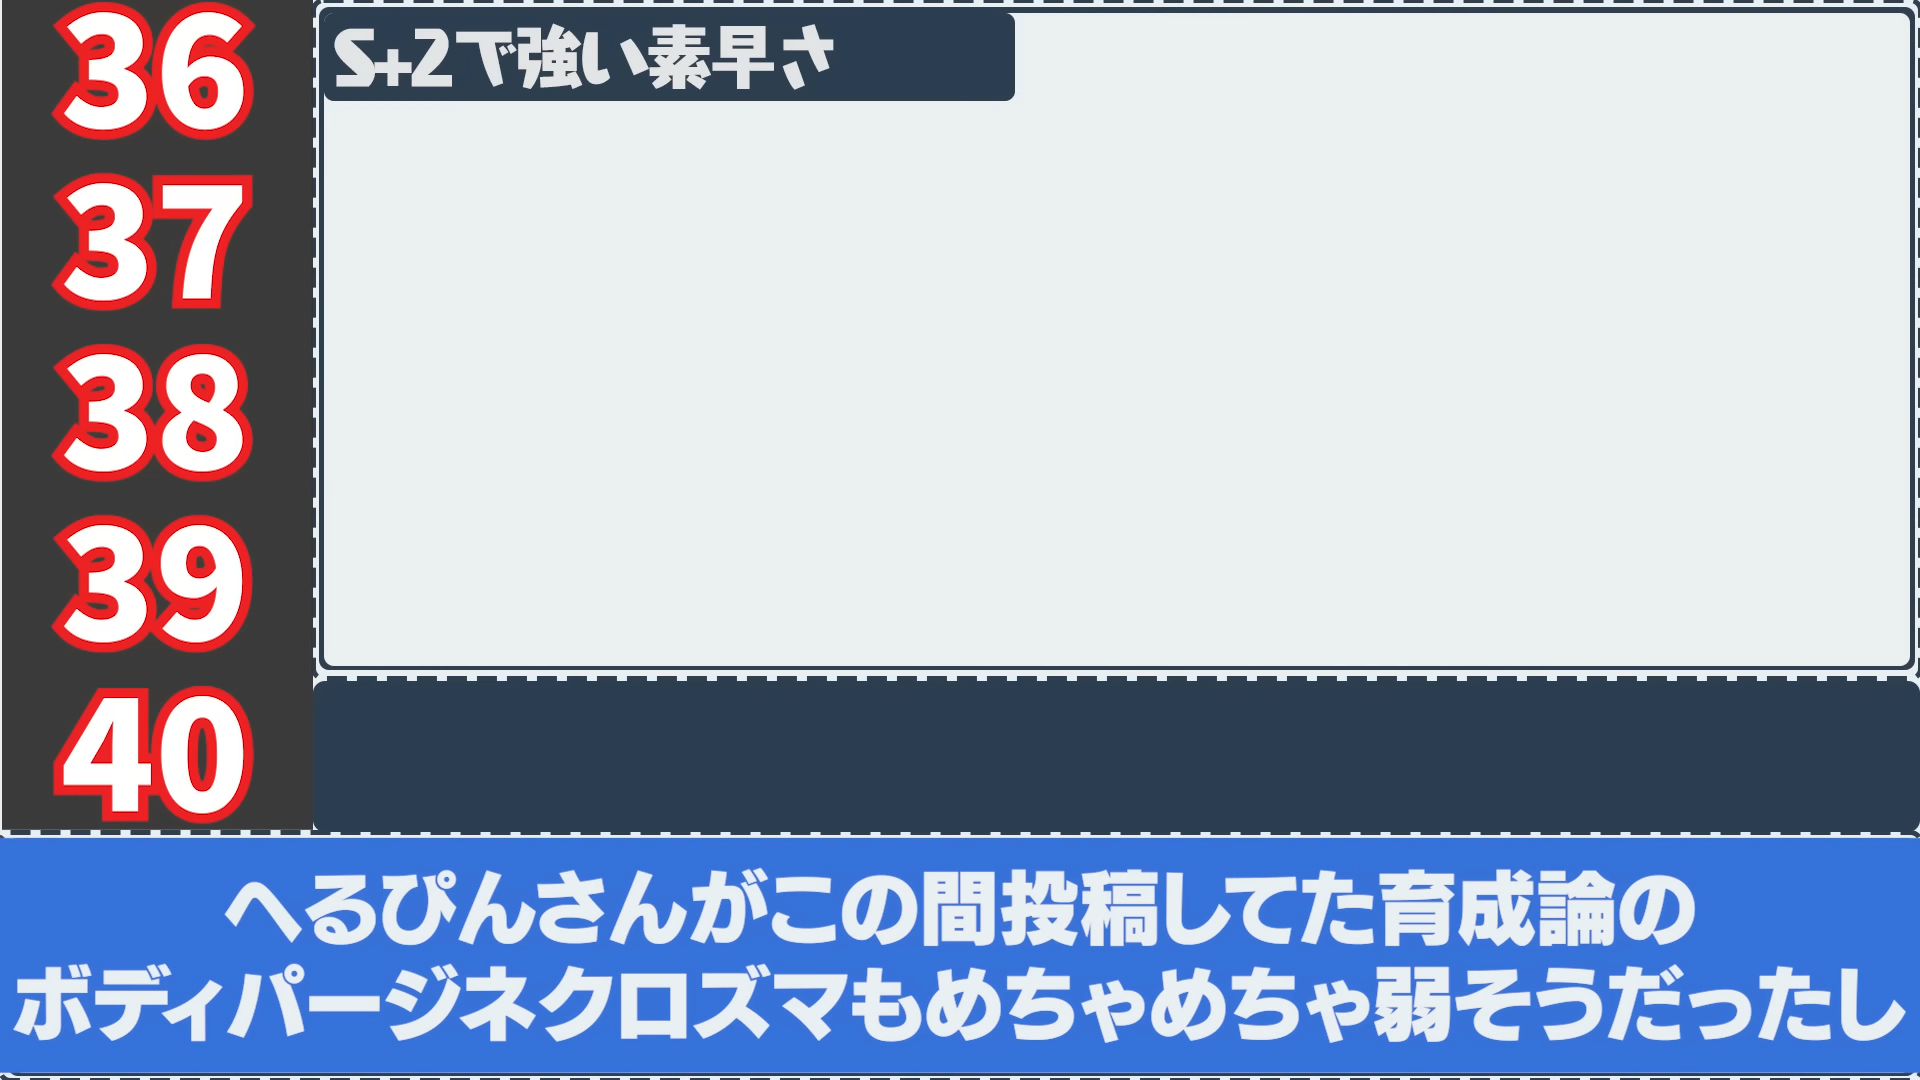 36
37
38
39
40
S+2で強い素早さ
へるぴんさんがこの間投稿してた育成論の
ボディパージネクロズマもめちゃめちゃ弱そうだったし